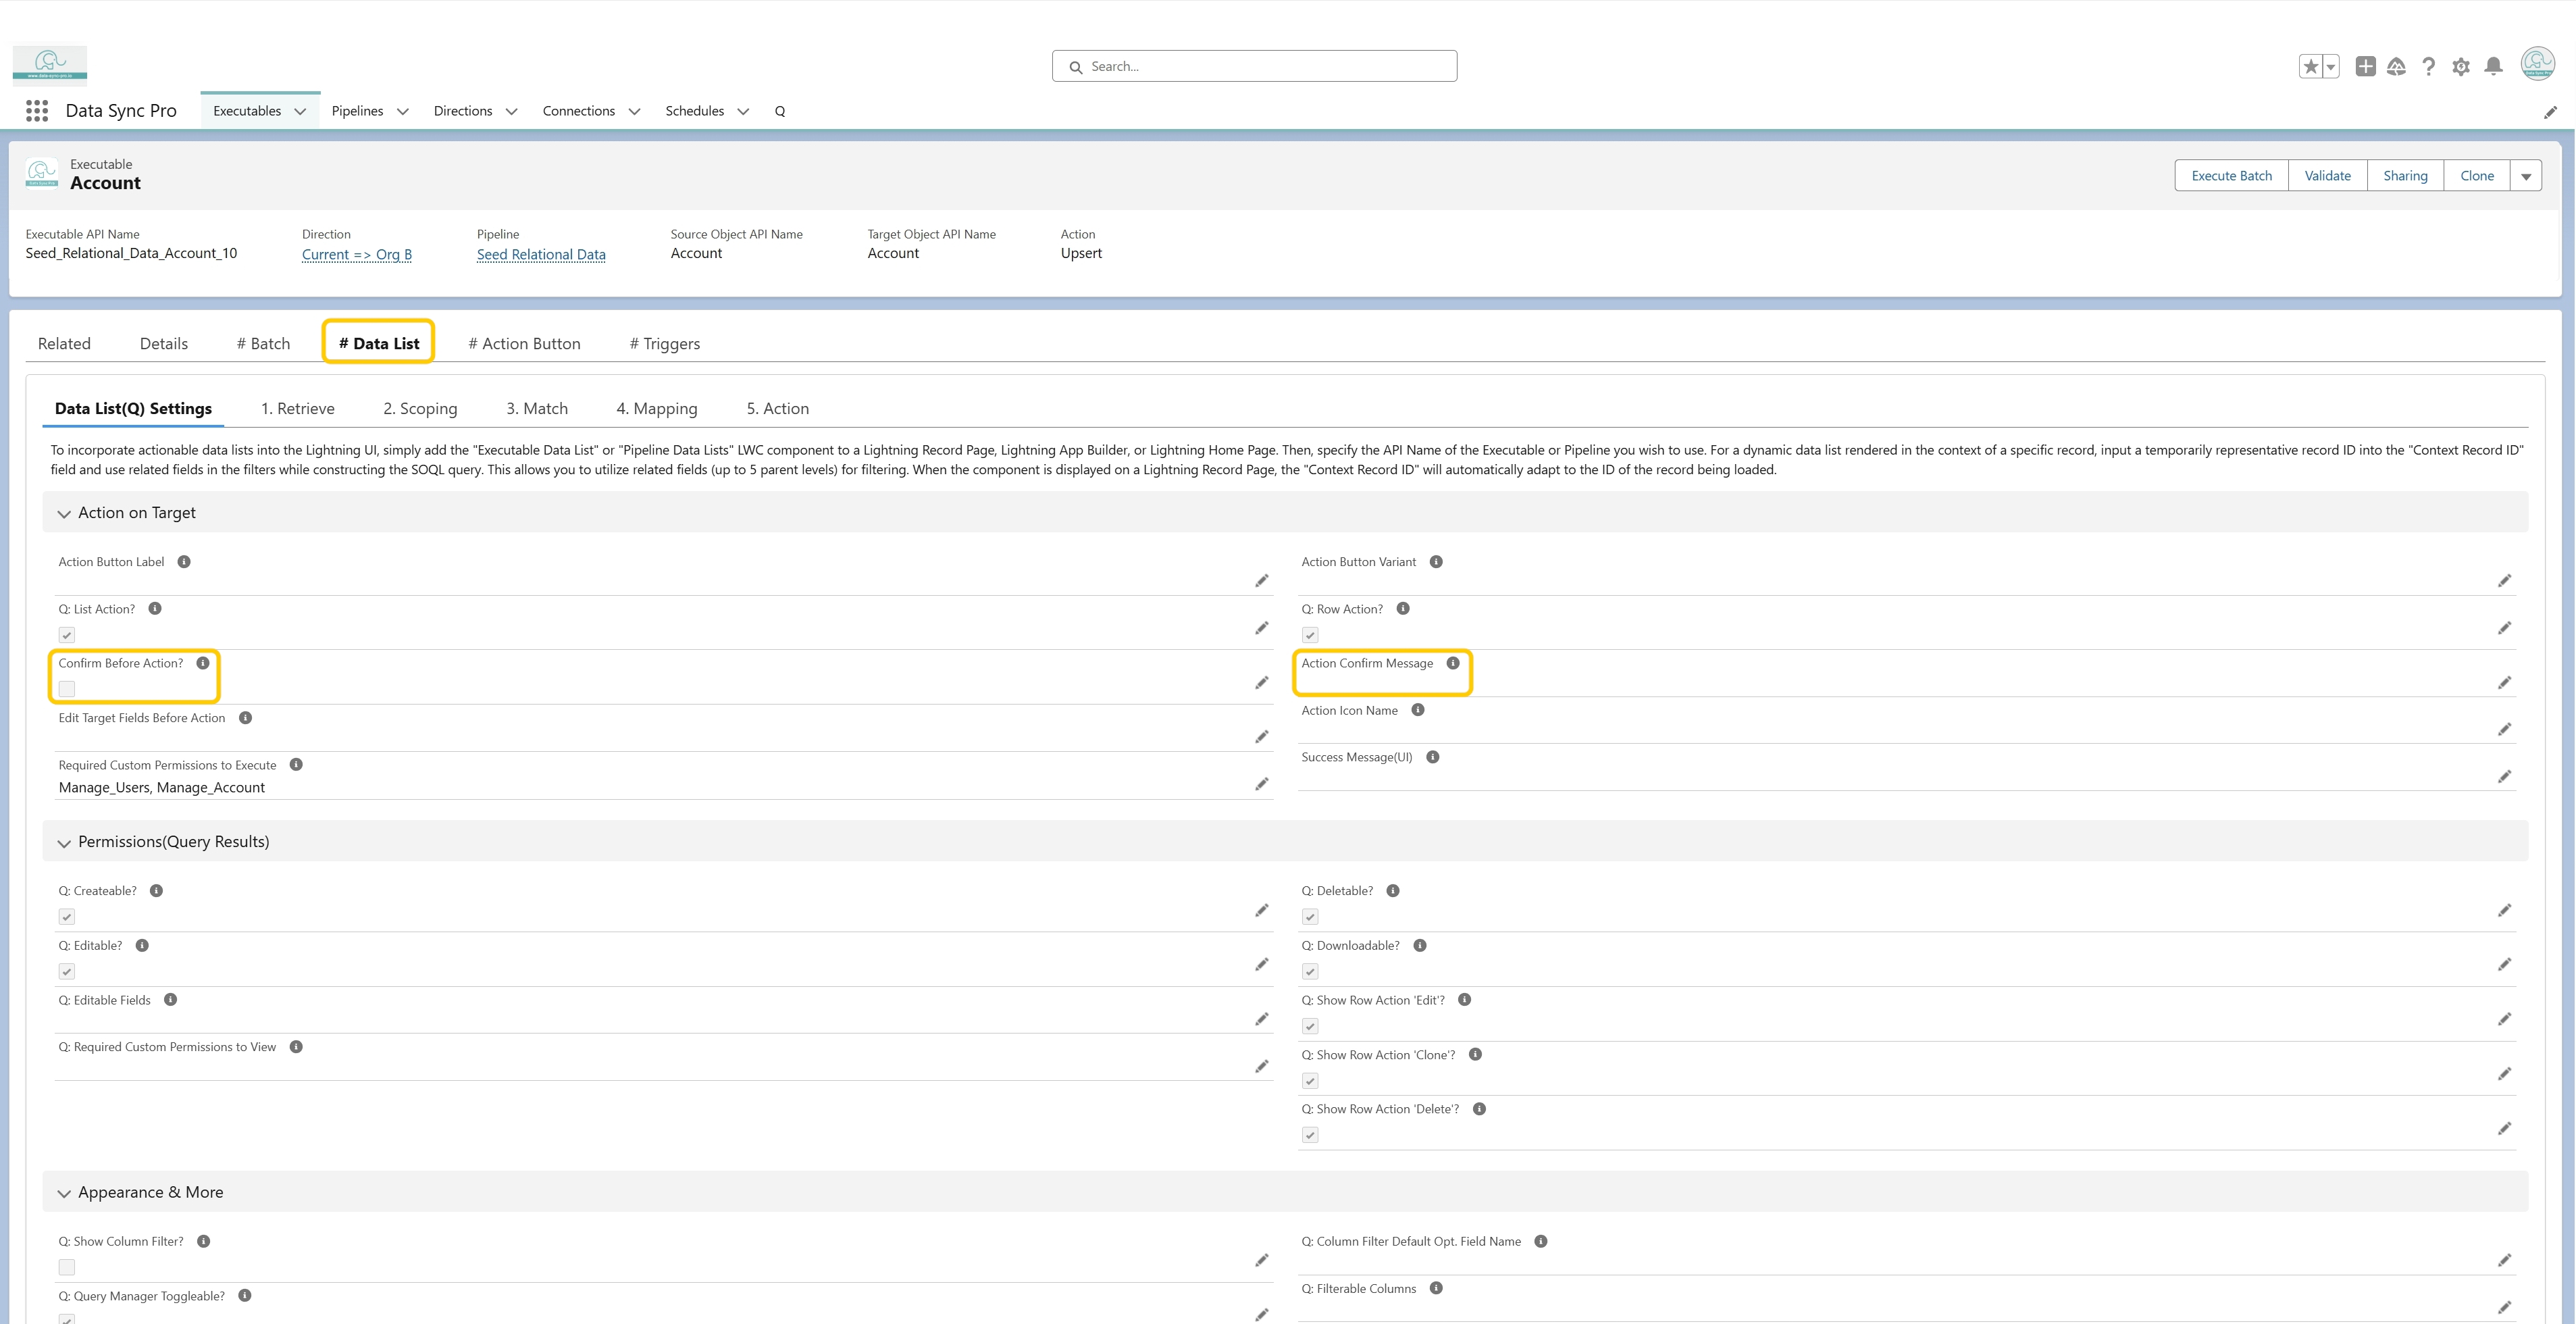 www.data-sync-pro.io
Search...
Data Sync Pro
Executables
Pipelines
Directions
Connections
Schedules
Q
Executable
Account
Execute Batch
Validate
Sharing
Clone
Executable API Name
Seed_Relational_Data_Account_10
Direction
Current => Org B
Pipeline
Seed Relational Data
Source Object API Name
Account
Target Object API Name
Account
Action
Upsert
Related
Details
# Batch
# Data List
# Action Button
# Triggers
Data List(Q) Settings
1. Retrieve
2. Scoping
3. Match
4. Mapping
5. Action
To incorporate actionable data lists into the Lightning UI, simply add the "Executable Data List" or "Pipeline Data Lists" LWC component to a Lightning Record Page, Lightning App Builder, or Lightning Home Page. Then, specify the API Name of the Executable or Pipeline you wish to use. For a dynamic data list rendered in the context of a specific record, input a temporarily representative record ID into the "Context Record ID"
field and use related fields in the filters while constructing the SOQL query. This allows you to utilize related fields (up to 5 parent levels) for filtering. When the component is displayed on a Lightning Record Page, the "Context Record ID" will automatically adapt to the ID of the record being loaded.
Action on Target
Action Button Label
Action Button Variant
Q: List Action?
Q: Row Action?
Confirm Before Action?
Action Confirm Message
Edit Target Fields Before Action
Action Icon Name
Required Custom Permissions to Execute
Manage_Users, Manage_Account
Success Message(UI)
Permissions(Query Results)
Q: Createable?
Q: Deletable?
Q: Editable?
Q: Downloadable?
Q: Editable Fields
Q: Show Row Action 'Edit'?
Q: Required Custom Permissions to View
Q: Show Row Action 'Clone'?
Q: Show Row Action 'Delete'?
Appearance & More
Q: Show Column Filter?
Q: Column Filter Default Opt. Field Name
Q: Query Manager Toggleable?
Q: Filterable Columns